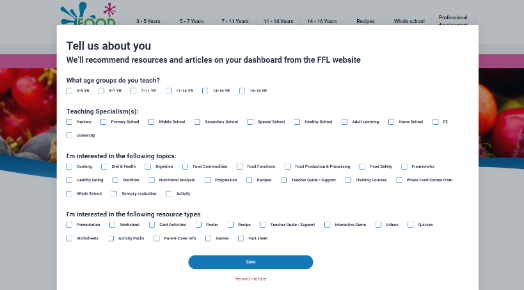 FOOD
3 - 5 Years 5 - 7 Years 7 - 11 Years 11 - 14 Years 14 - 16 Years Recipes Whole school Professional development
Tell us about you
We'll recommend resources and articles on your dashboard from the FFL website
What age groups do you teach?
3-5 YR 5-7 YR 7-11 YR 11-14 YR 14-16 YR 16-18 YR
Teaching Specialism(s):
Nursery Primary School Middle School Secondary School Special School Healthy School Adult Learning Home School FE
University
I'm interested in the following topics:
Cooking Diet & Health Digestion Food Commodities Food Functions Food Production & Processing Food Safety Frameworks
Healthy Eating Nutrition Nutritional Analysis Progression Recipes Teacher Guide / Support Training Courses Where Food Comes From
Whole School Sensory evaluation Activity
I'm interested in the following resource types
Presentation Worksheet Card Activities Poster Recipe Teacher Guide / Support Interactive Game Videos Quizzes
Worksheets Activity Packs Parent-Carer Info Games Fact sheet
Save
Remind me later